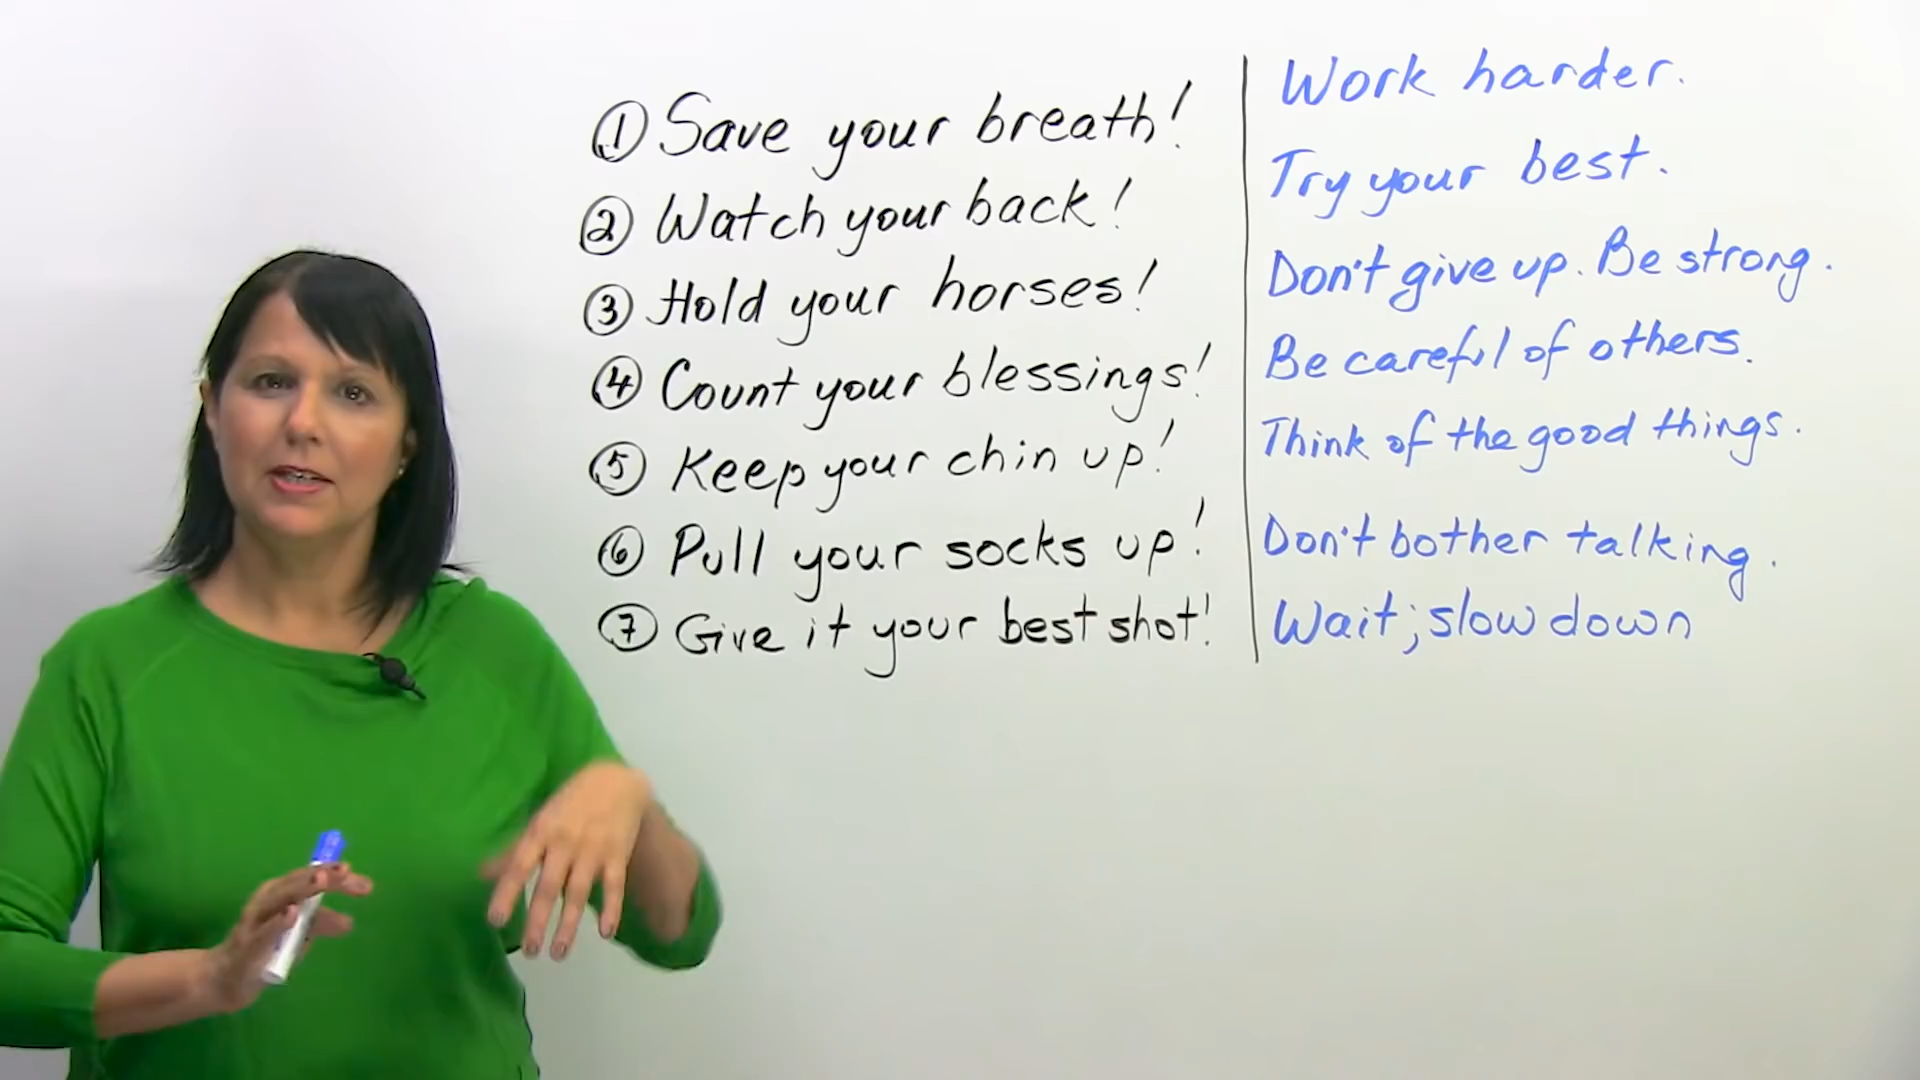 ① Save your breath!
② Watch your back!
③ Hold your horses!
④ Count your blessings!
⑤ Keep your chin up!
⑥ Pull your socks up!
⑦ Give it your best shot!
Work harder.
Try your best.
Don't give up. Be strong.
Be careful of others.
Think of the good things.
Don't bother talking.
Wait; slow down